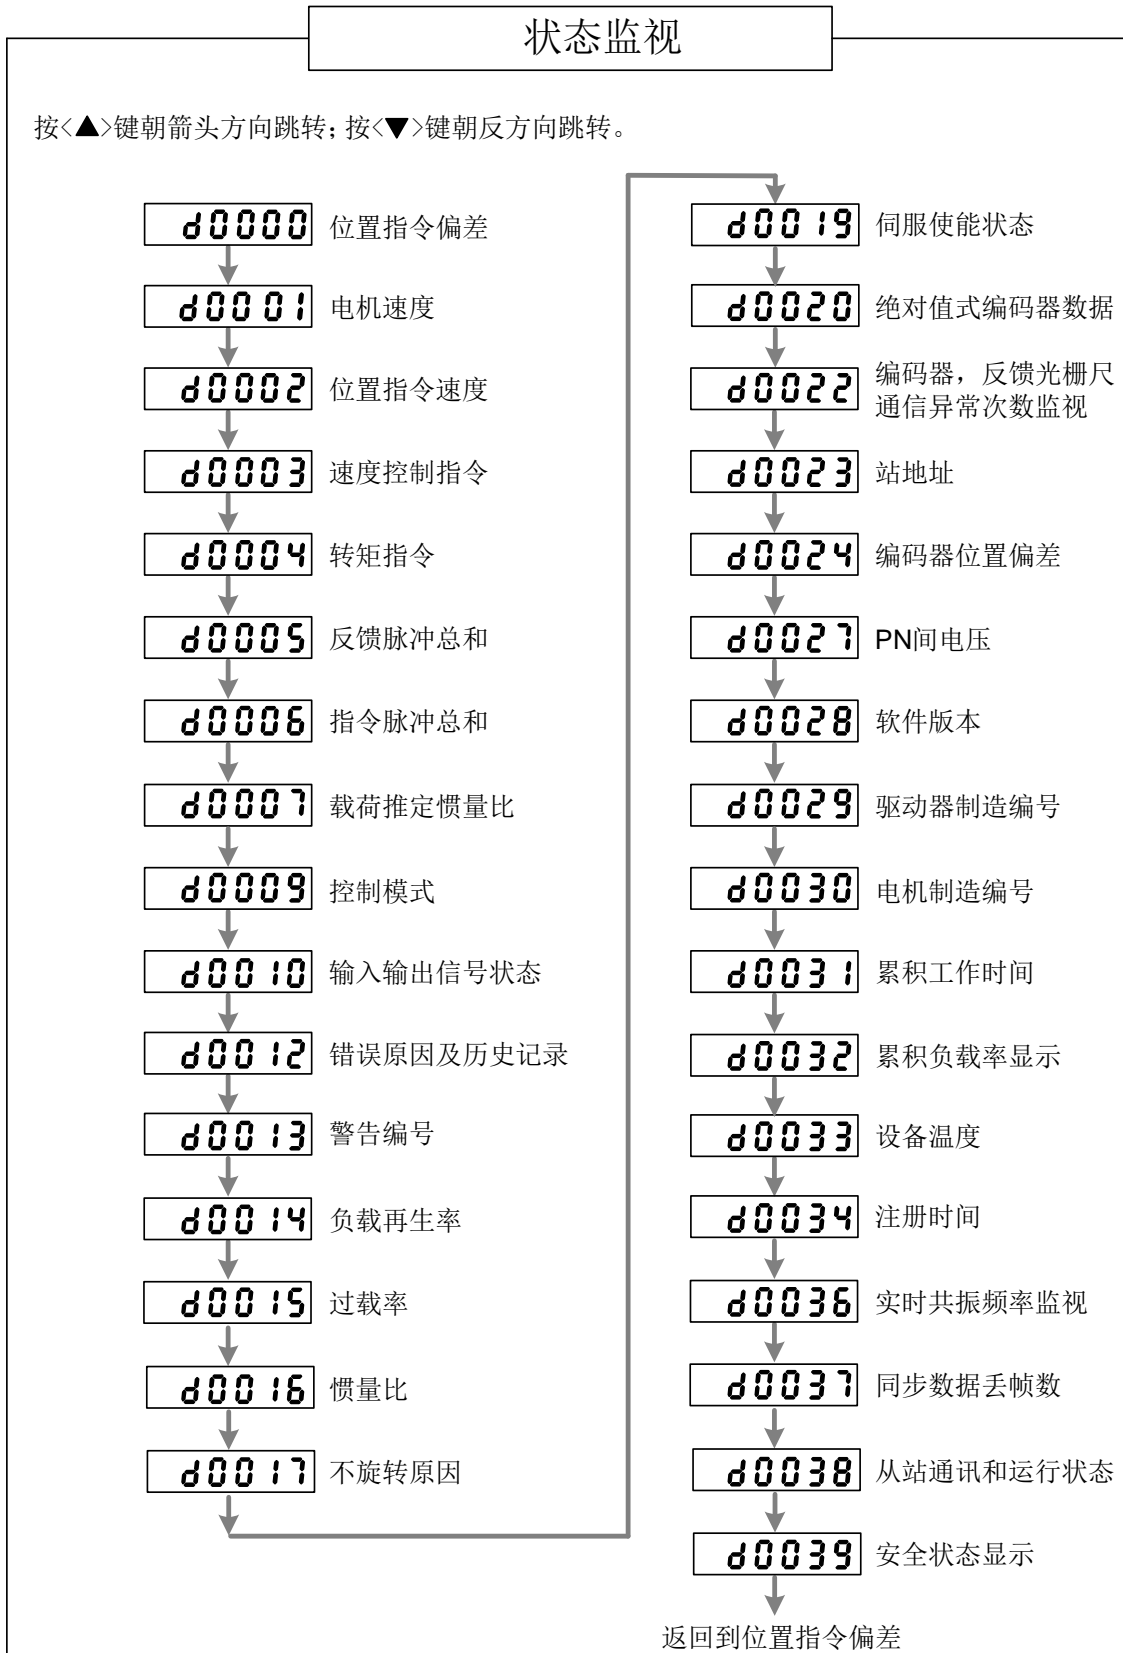 状态监视
按<▲>键朝箭头方向跳转；按<▼>键朝反方向跳转。
d0000 位置指令偏差
d0001 电机速度
d0002 位置指令速度
d0003 速度控制指令
d0004 转矩指令
d0005 反馈脉冲总和
d0006 指令脉冲总和
d0007 载荷推定惯量比
d0009 控制模式
d0010 输入输出信号状态
d0012 错误原因及历史记录
d0013 警告编号
d0014 负载再生率
d0015 过载率
d0016 惯量比
d0017 不旋转原因
d0019 伺服使能状态
d0020 绝对值式编码器数据
d0022 编码器，反馈光栅尺
通信异常次数监视
d0023 站地址
d0024 编码器位置偏差
d0027 PN间电压
d0028 软件版本
d0029 驱动器制造编号
d0030 电机制造编号
d0031 累积工作时间
d0032 累积负载率显示
d0033 设备温度
d0034 注册时间
d0036 实时共振频率监视
d0037 同步数据丢帧数
d0038 从站通讯和运行状态
d0039 安全状态显示
返回到位置指令偏差